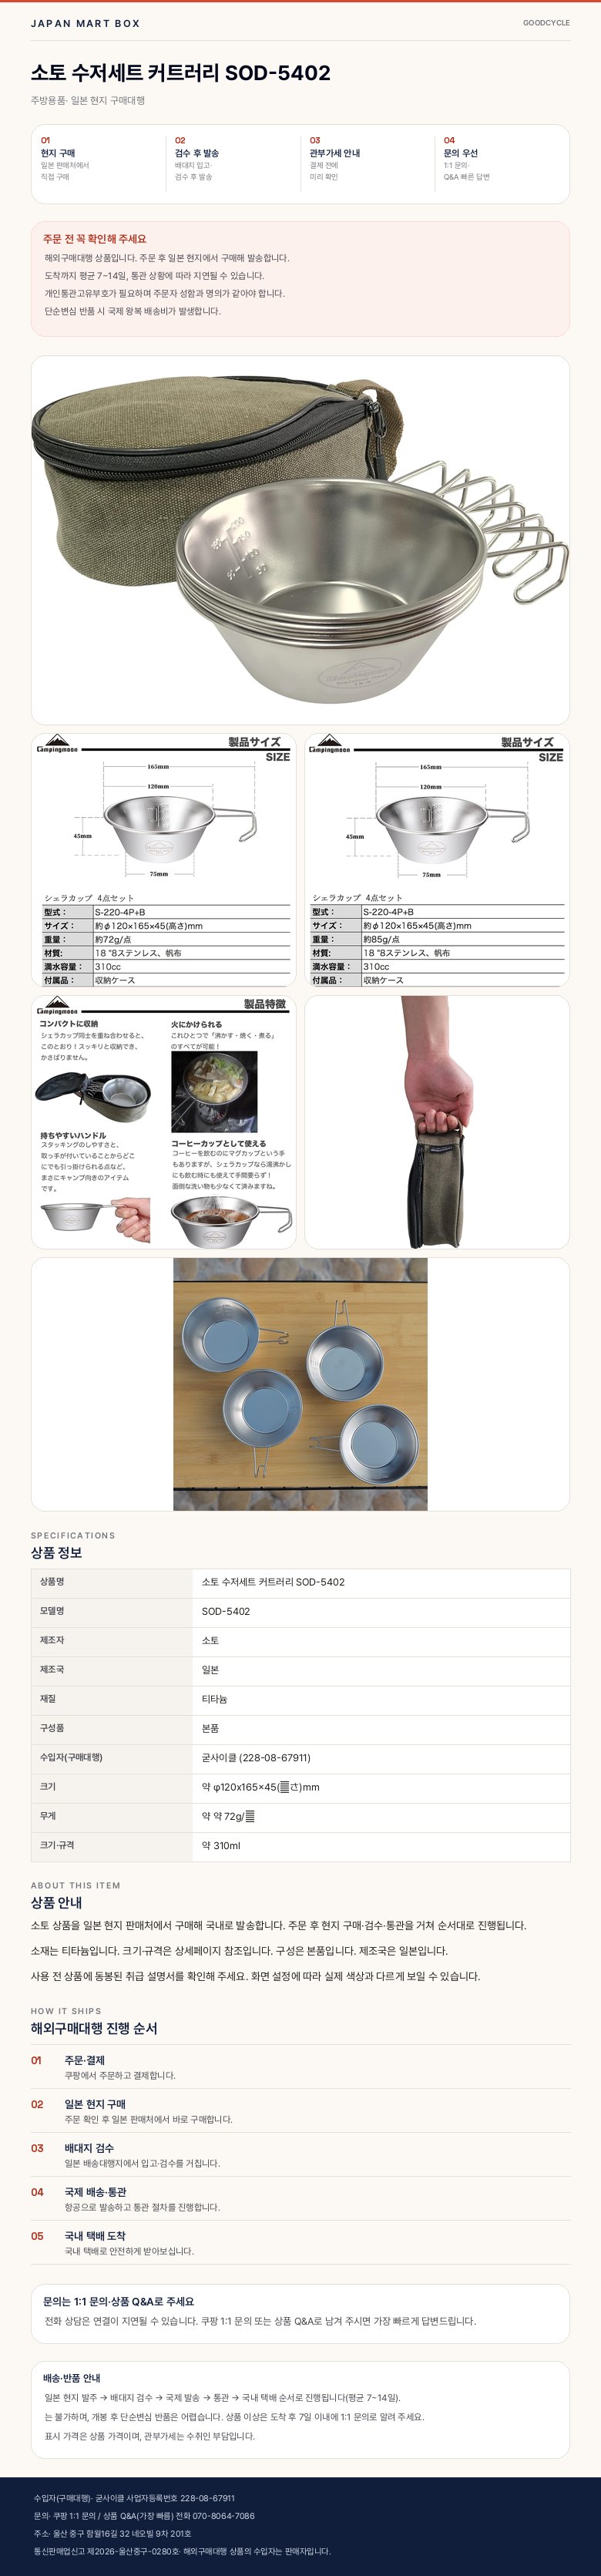 JAPAN MART BOX
GOODCYCLE
소토 수저세트 커트러리 SOD-5402
주방용품· 일본 현지 구매대행
01
현지 구매
일본 판매처에서
직접 구매
02
검수 후 발송
배대지 입고·
검수 후 발송
03
관부가세 안내
결제 전에
미리 확인
04
문의 우선
1:1 문의·
Q&A 빠른 답변
주문 전 꼭 확인해 주세요
해외구매대행 상품입니다. 주문 후 일본 현지에서 구매해 발송합니다.
도착까지 평균 7~14일, 통관 상황에 따라 지연될 수 있습니다.
개인통관고유부호가 필요하며 주문자 성함과 명의가 같아야 합니다.
단순변심 반품 시 국제 왕복 배송비가 발생합니다.
Campingmoon
製品サイズ
SIZE
165mm
120mm
45mm
75mm
シェラカップ 4点セット
型式： S-220-4P+B
サイズ： 約φ120×165×45(高さ)mm
重量： 約72g/点
材質: 18 "8ステンレス、帆布
満水容量： 310cc
付属品： 収納ケース
Campingmoon
製品サイズ
SIZE
165mm
120mm
45mm
75mm
シェラカップ 4点セット
型式： S-220-4P+B
サイズ： 約φ120×165×45(高さ)mm
重量： 約85g/点
材質: 18 "8ステンレス、帆布
満水容量： 310cc
付属品： 収納ケース
Campingmoon
製品特徴
コンパクトに収納
シェラカップ同士を重ね合わせると、
このとおり！スッキリと収納でき、
かさばりません。
火にかけられる
これひとつで「沸かす・焼く・煮る」
のすべてが可能！
持ちやすいハンドル
スタッキングのしやすさと、
取っ手が付いていることからどこ
にでも引っ掛けられる点など、
まさにキャンプ向きのアイテム
です。
コーヒーカップとして使える
コーヒーを飲むのにマグカップという手
もありますが、シェラカップなら湯沸かし
にも飲む時にも使えて手間要らず！
面倒な洗い物も少なくて済みますね。
SPECIFICATIONS
상품 정보
상품명 소토 수저세트 커트러리 SOD-5402
모델명 SOD-5402
제조자 소토
제조국 일본
재질 티타늄
구성품 본품
수입자(구매대행) 굳사이클 (228-08-67911)
크기 약 φ120x165×45(さ)mm
무게 약 약 72g/
크기·규격 약 310ml
ABOUT THIS ITEM
상품 안내
소토 상품을 일본 현지 판매처에서 구매해 국내로 발송합니다. 주문 후 현지 구매·검수·통관을 거쳐 순서대로 진행됩니다.
소재는 티타늄입니다. 크기·규격은 상세페이지 참조입니다. 구성은 본품입니다. 제조국은 일본입니다.
사용 전 상품에 동봉된 취급 설명서를 확인해 주세요. 화면 설정에 따라 실제 색상과 다르게 보일 수 있습니다.
HOW IT SHIPS
해외구매대행 진행 순서
01 주문·결제
쿠팡에서 주문하고 결제합니다.
02 일본 현지 구매
주문 확인 후 일본 판매처에서 바로 구매합니다.
03 배대지 검수
일본 배송대행지에서 입고·검수를 거칩니다.
04 국제 배송·통관
항공으로 발송하고 통관 절차를 진행합니다.
05 국내 택배 도착
국내 택배로 안전하게 받아보십니다.
문의는 1:1 문의·상품 Q&A로 주세요
전화 상담은 연결이 지연될 수 있습니다. 쿠팡 1:1 문의 또는 상품 Q&A로 남겨 주시면 가장 빠르게 답변드립니다.
배송·반품 안내
일본 현지 발주 → 배대지 검수 → 국제 발송 → 통관 → 국내 택배 순서로 진행됩니다(평균 7~14일).
는 불가하며, 개봉 후 단순변심 반품은 어렵습니다. 상품 이상은 도착 후 7일 이내에 1:1 문의로 알려 주세요.
표시 가격은 상품 가격이며, 관부가세는 수취인 부담입니다.
수입자(구매대행)· 굳사이클 사업자등록번호 228-08-67911
문의· 쿠팡 1:1 문의 / 상품 Q&A(가장 빠름) 전화 070-8064-7086
주소· 울산 중구 함월16길 32 네오빌 9차 201호
통신판매업신고 제2026-울산중구-0280호· 해외구매대행 상품의 수입자는 판매자입니다.